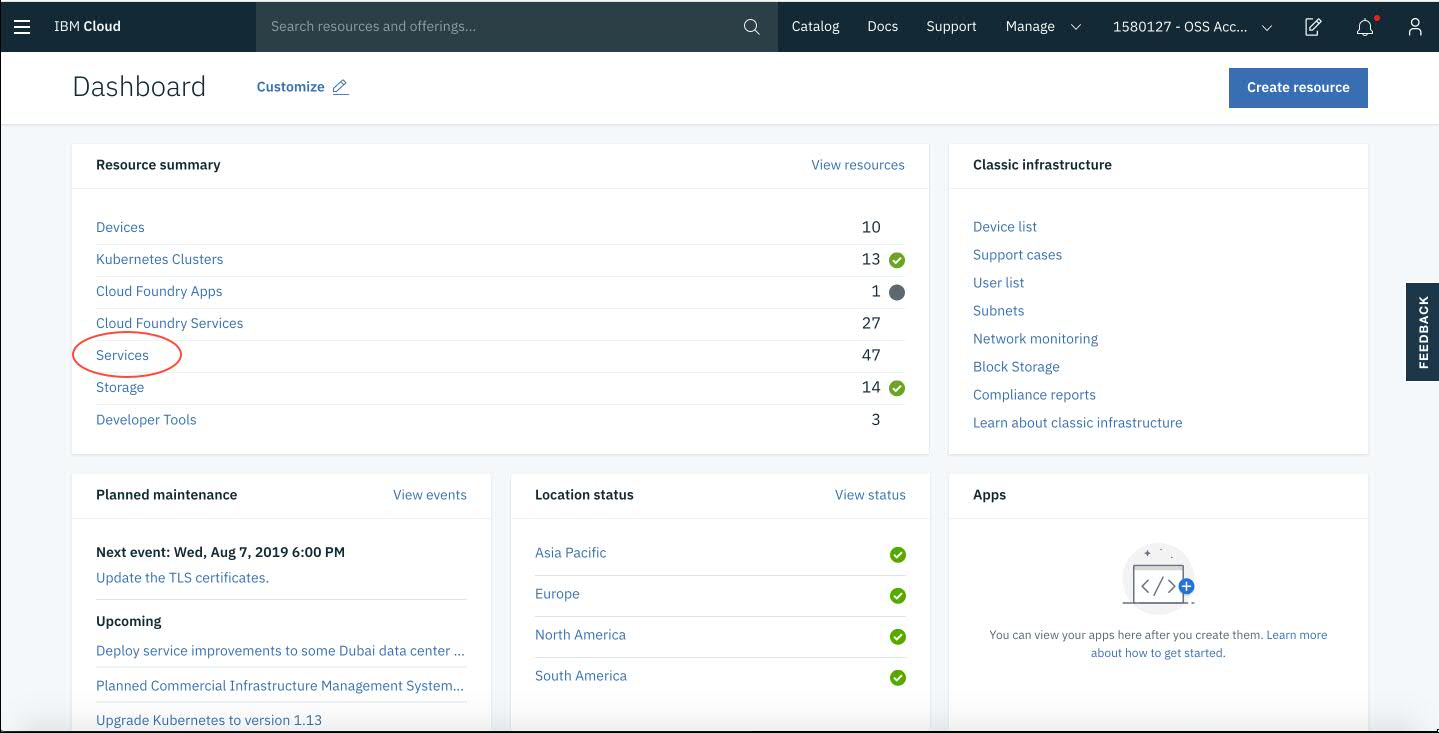 IBM Cloud
Search resources and offerings...
Catalog
Docs
Support
Manage
1580127 - OSS Acc...
Dashboard
Customize
Create resource
Resource summary
View resources
Devices 10
Kubernetes Clusters 13
Cloud Foundry Apps 1
Cloud Foundry Services 27
Services 47
Storage 14
Developer Tools 3
Classic infrastructure
Device list
Support cases
User list
Subnets
Network monitoring
Block Storage
Compliance reports
Learn about classic infrastructure
FEEDBACK
Planned maintenance
View events
Next event: Wed, Aug 7, 2019 6:00 PM
Update the TLS certificates.
Upcoming
Deploy service improvements to some Dubai data center ...
Planned Commercial Infrastructure Management System...
Upgrade Kubernetes to version 1.13
Location status
View status
Asia Pacific
Europe
North America
South America
Apps
</>
You can view your apps here after you create them. Learn more
about how to get started.